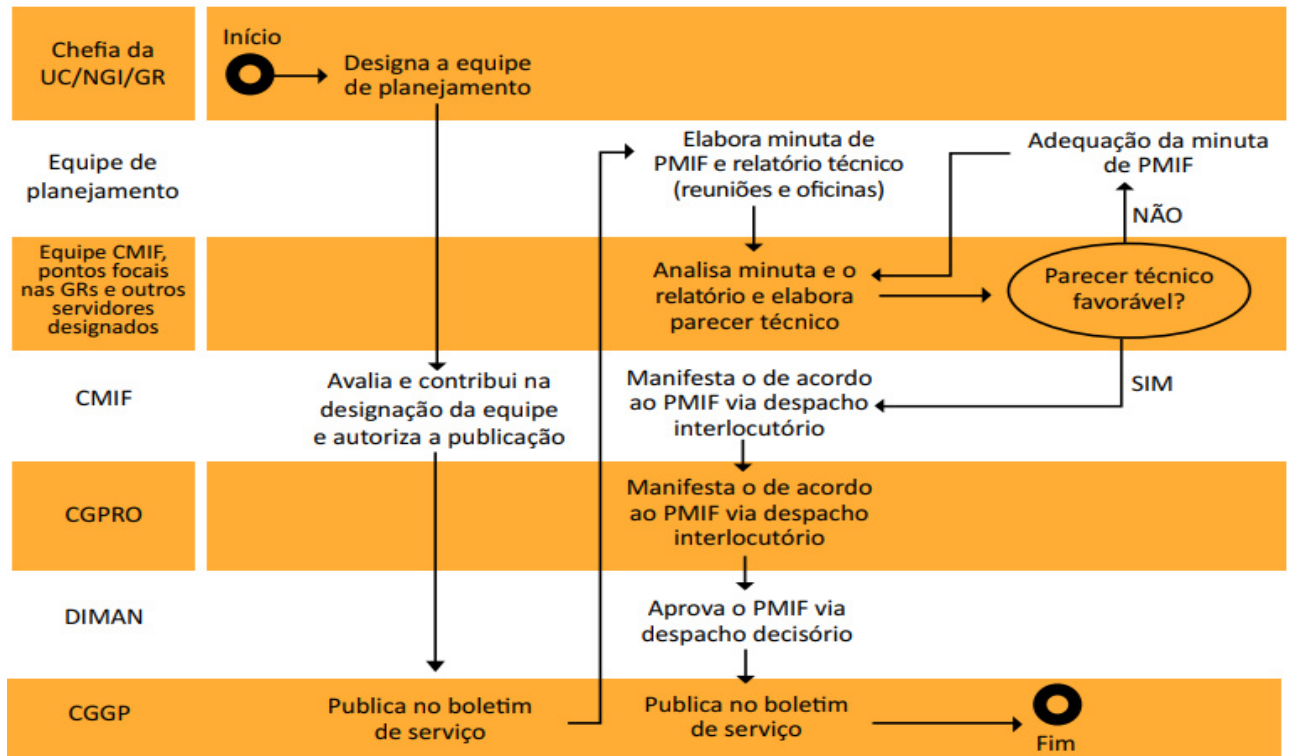 Chefia da
UC/NGI/GR
Início
Designa a equipe
de planejamento
Equipe de
planejamento
Elabora minuta de
PMIF e relatório técnico
(reuniões e oficinas)
Adequação da minuta
de PMIF
NÃO
Equipe CMIF,
pontos focais
nas GRs e outros
servidores
designados
Analisa minuta e o
relatório e elabora
parecer técnico
Parecer técnico
favorável?
SIM
CMIF
Avalia e contribui na
designação da equipe
e autoriza a publicação
Manifesta o de acordo
ao PMIF via despacho
interlocutório
CGPRO
Manifesta o de acordo
ao PMIF via despacho
interlocutório
DIMAN
Aprova o PMIF via
despacho decisório
CGGP
Publica no boletim
de serviço
Publica no boletim
de serviço
Fim